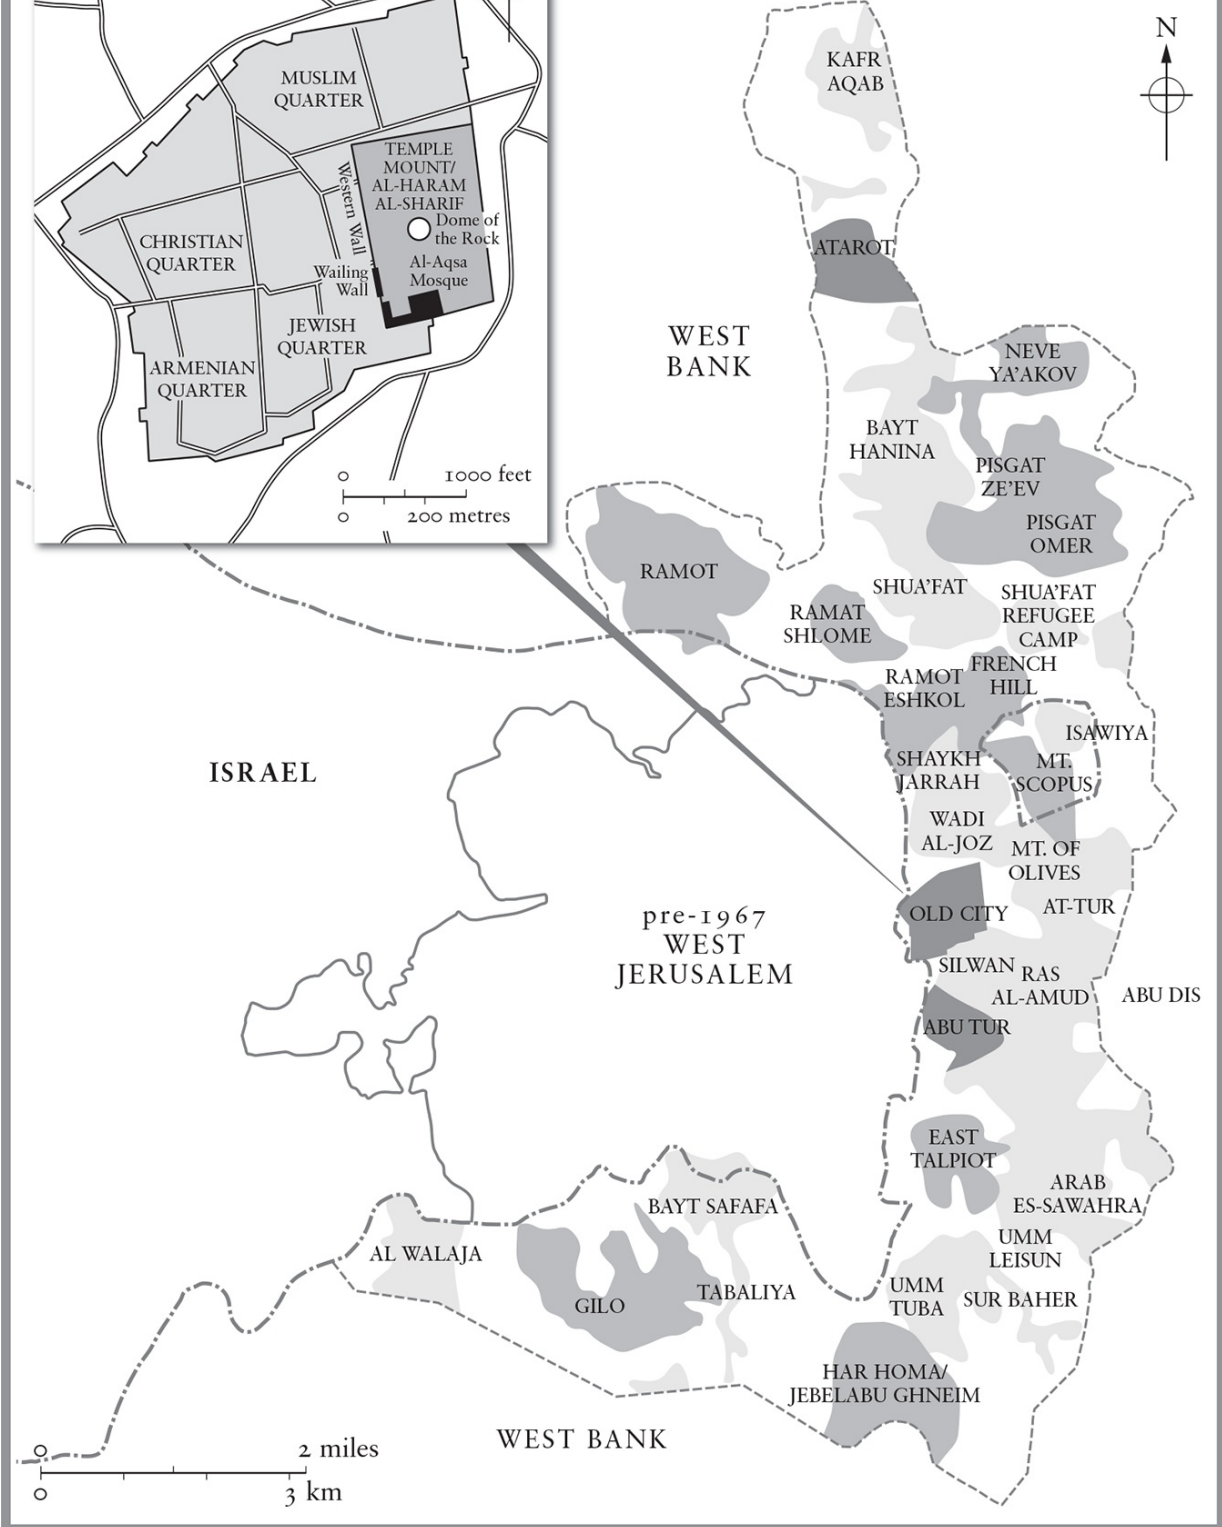 MUSLIM
QUARTER
TEMPLE
MOUNT/
AL-HARAM
AL-SHARIF
Western Wall
Dome of
the Rock
CHRISTIAN
QUARTER
Al-Aqsa
Mosque
Wailing
Wall
JEWISH
QUARTER
ARMENIAN
QUARTER
0 1000 feet
0 200 metres
N
KAFR
AQAB
ATAROT
WEST
BANK
NEVE
YA'AKOV
BAYT
HANINA
PISGAT
ZE'EV
PISGAT
OMER
RAMOT
SHUA'FAT
SHUA'FAT
REFUGEE
CAMP
RAMAT
SHLOME
FRENCH
HILL
RAMOT
ESHKOL
ISAWIYA
SHAYKH
JARRAH
MT.
SCOPUS
ISRAEL
WADI
AL-JOZ
MT. OF
OLIVES
OLD CITY
AT-TUR
pre-1967
WEST
JERUSALEM
SILWAN
RAS
AL-AMUD
ABU DIS
ABU TUR
EAST
TALPIOT
ARAB
ES-SAWAHRA
BAYT SAFAFA
UMM
LEISUN
AL WALAJA
GILO
TABALIYA
UMM
TUBA
SUR BAHER
HAR HOMA/
JEBELABU GHNEIM
WEST BANK
0 2 miles
0 3 km